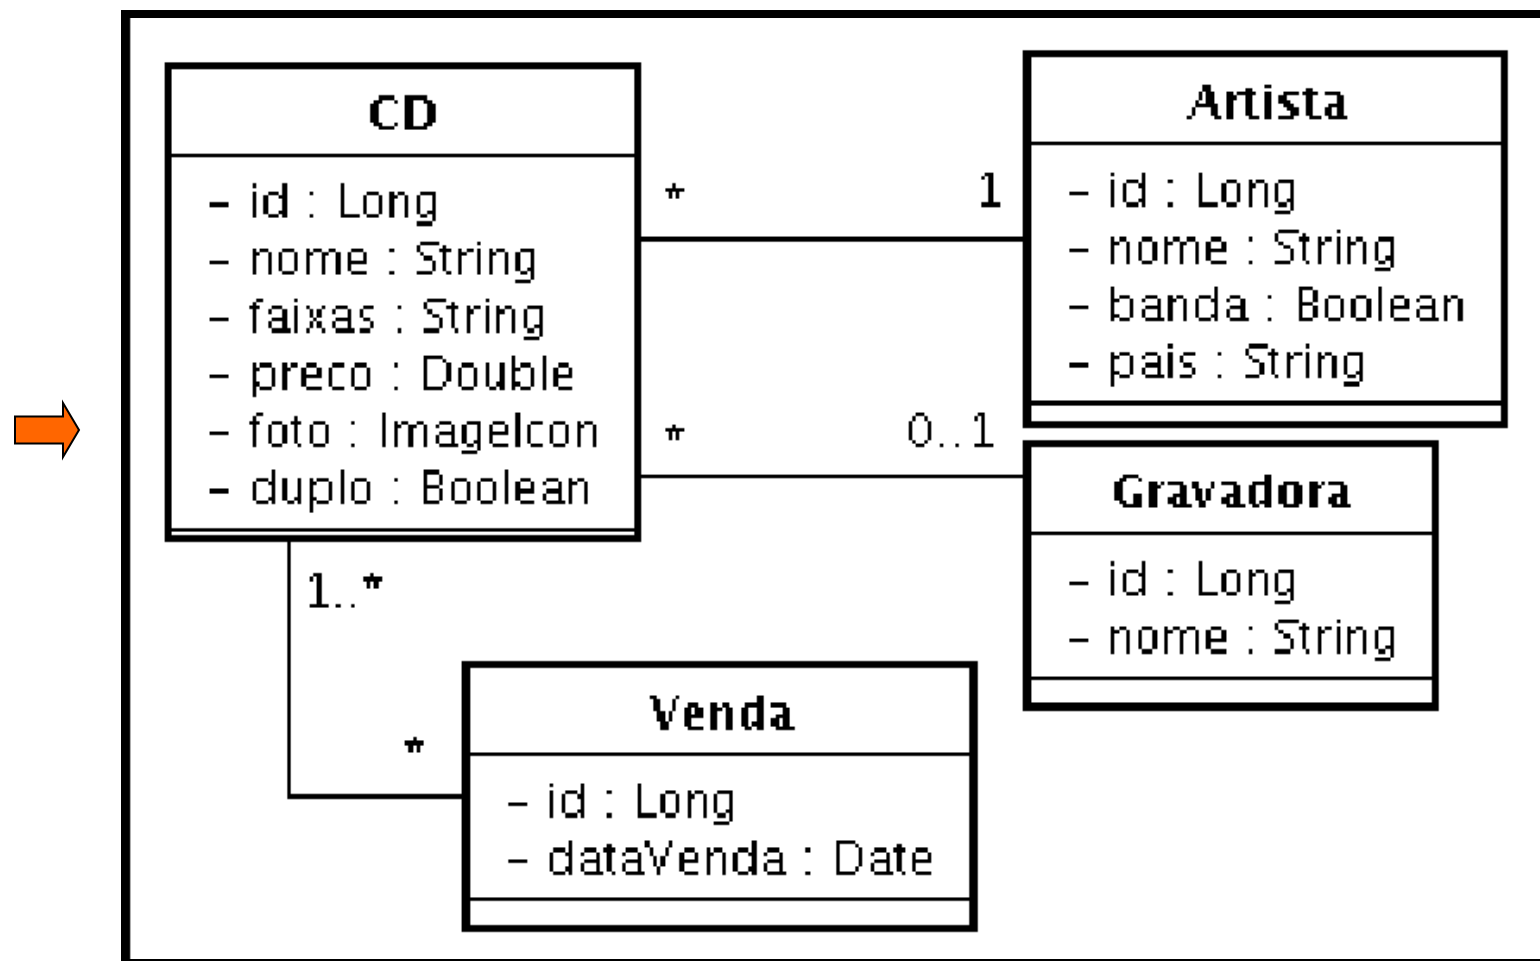 CD
– id : Long
– nome : String
– faixas : String
– preco : Double
– foto : ImageIcon
– duplo : Boolean
*
1
Artista
– id : Long
– nome : String
– banda : Boolean
– pais : String
*
0..1
Gravadora
– id : Long
– nome : String
1..*
*
Venda
– id : Long
– dataVenda : Date